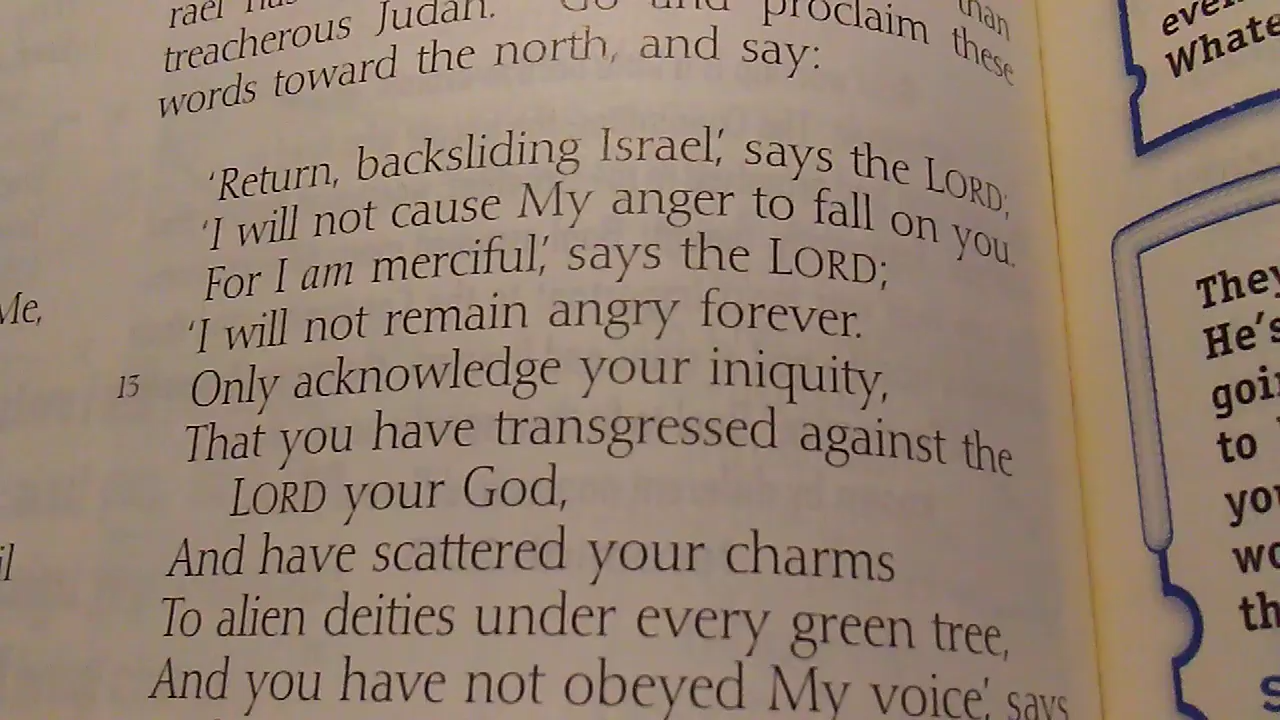 treacherous Judah. proclaim these
words toward the north, and say:
'Return, backsliding Israel,' says the LORD;
'I will not cause My anger to fall on you.
For I am merciful,' says the LORD;
'I will not remain angry forever.
13 Only acknowledge your iniquity,
That you have transgressed against the
LORD your God,
And have scattered your charms
To alien deities under every green tree,
And you have not obeyed My voice,' says
Me,
They
He's
to